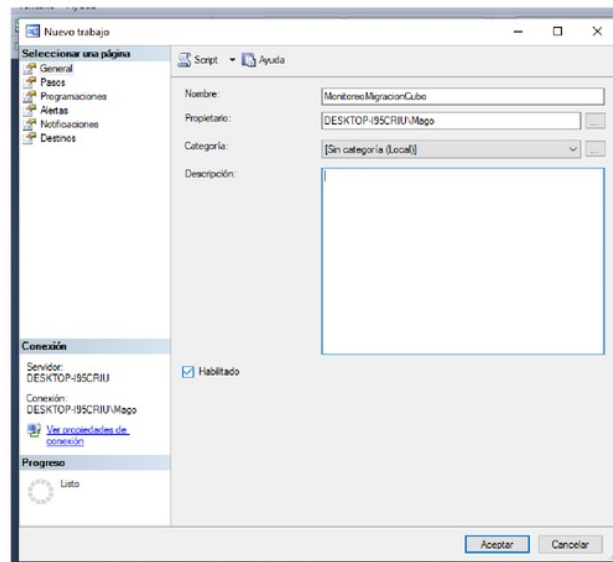 Nuevo trabajo
Seleccionar una página
General
Pasos
Programaciones
Alertas
Notificaciones
Destinos
Script
Ayuda
Nombre:
MonitoreoMigracionCubo
Propietario:
DESKTOP-I95CRIU\Mago
...
Categoría:
[Sin categoría (Local)]
...
Descripción:
Habilitado
Conexión
Servidor:
DESKTOP-I95CRIU
Conexión:
DESKTOP-I95CRIU\Mago
Ver propiedades de
conexión
Progreso
Listo
Aceptar
Cancelar